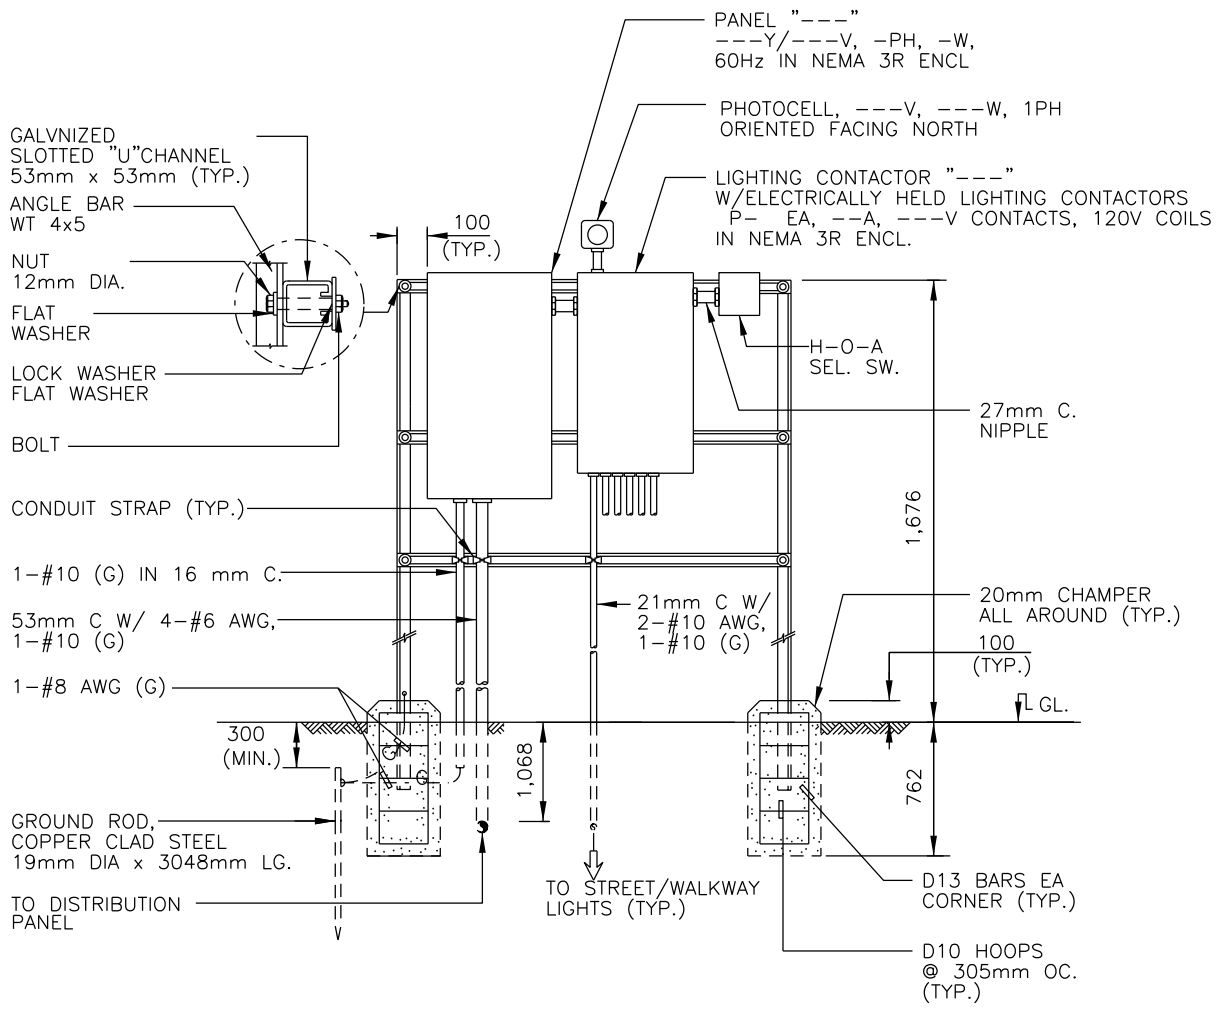 PANEL "---"
---Y/---V, -PH, -W,
60Hz IN NEMA 3R ENCL
PHOTOCELL, ---V, ---W, 1PH
ORIENTED FACING NORTH
LIGHTING CONTACTOR "---"
W/ELECTRICALLY HELD LIGHTING CONTACTORS
P- EA, --A, ---V CONTACTS, 120V COILS
IN NEMA 3R ENCL.
GALVNIZED
SLOTTED "U"CHANNEL
53mm x 53mm (TYP.)
ANGLE BAR
WT 4x5
NUT
12mm DIA.
FLAT
WASHER
LOCK WASHER
FLAT WASHER
BOLT
100
(TYP.)
H-O-A
SEL. SW.
27mm C.
NIPPLE
CONDUIT STRAP (TYP.)
1-#10 (G) IN 16 mm C.
53mm C W/ 4-#6 AWG,
1-#10 (G)
1-#8 AWG (G)
21mm C W/
2-#10 AWG,
1-#10 (G)
1,676
20mm CHAMPER
ALL AROUND (TYP.)
100
(TYP.)
GL.
300
(MIN.)
G
G
1,068
762
GROUND ROD,
COPPER CLAD STEEL
19mm DIA x 3048mm LG.
TO DISTRIBUTION
PANEL
TO STREET/WALKWAY
LIGHTS (TYP.)
D13 BARS EA
CORNER (TYP.)
D10 HOOPS
@ 305mm OC.
(TYP.)